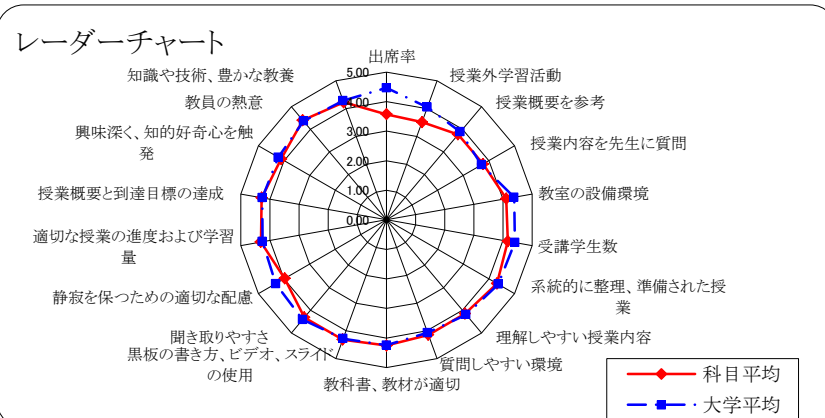 レーダーチャート
出席率
授業外学習活動
授業概要を参考
授業内容を先生に質問
教室の設備環境
受講学生数
系統的に整理、準備された授
業
理解しやすい授業内容
質問しやすい環境
教科書、教材が適切
黒板の書き方、ビデオ、スライド
の使用
聞き取りやすさ
静寂を保つための適切な配慮
適切な授業の進度および学習
量
授業概要と到達目標の達成
興味深く、知的好奇心を触
発
教員の熱意
知識や技術、豊かな教養
5.00
4.00
3.00
2.00
1.00
0.00
科目平均
大学平均